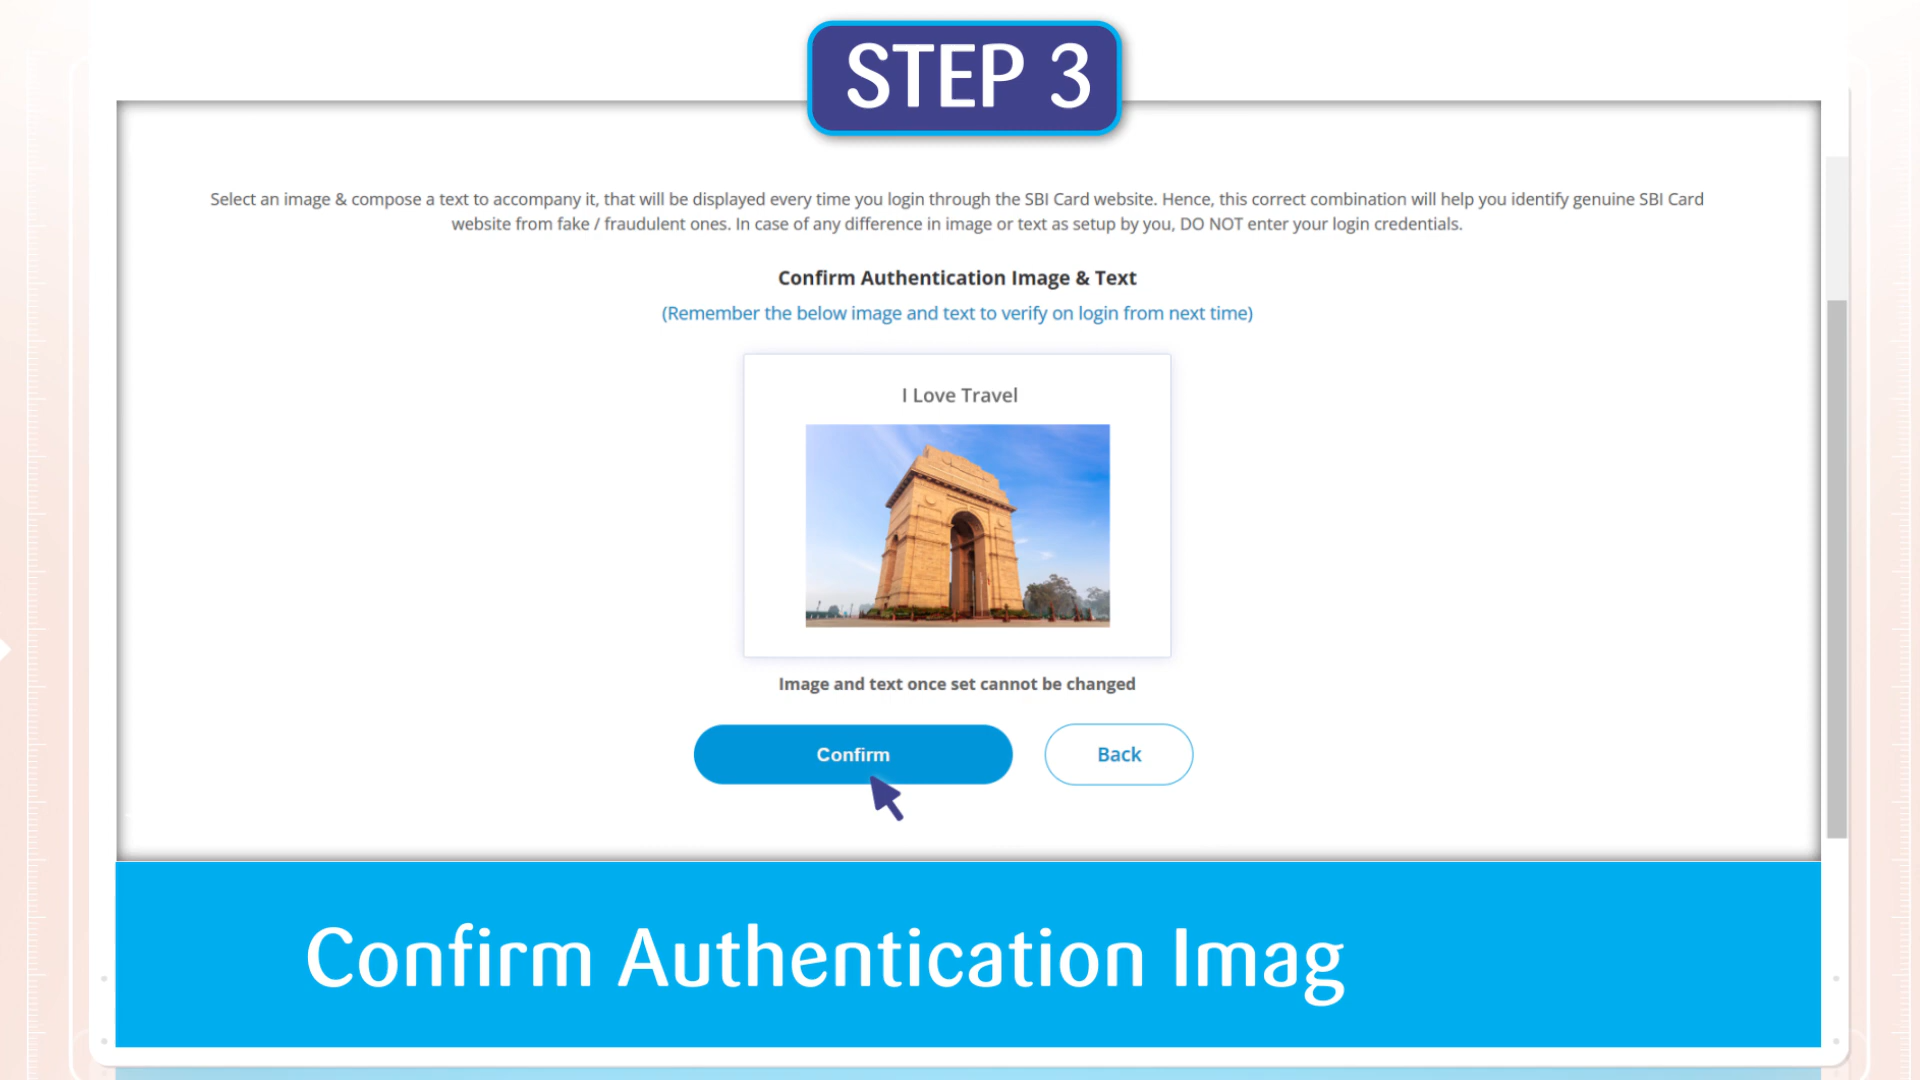 STEP 3
Select an image & compose a text to accompany it, that will be displayed every time you login through the SBI Card website. Hence, this correct combination will help you identify genuine SBI Card
website from fake / fraudulent ones. In case of any difference in image or text as setup by you, DO NOT enter your login credentials.
Confirm Authentication Image & Text
(Remember the below image and text to verify on login from next time)
I Love Travel
Image and text once set cannot be changed
Confirm
Back
Confirm Authentication Imag